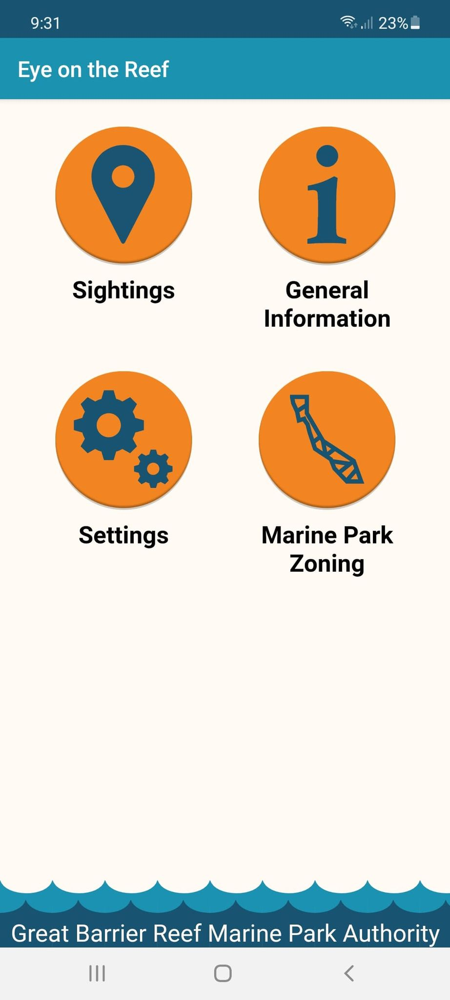 9:31
23%
Eye on the Reef
Sightings
General
Information
Settings
Marine Park
Zoning
Great Barrier Reef Marine Park Authority